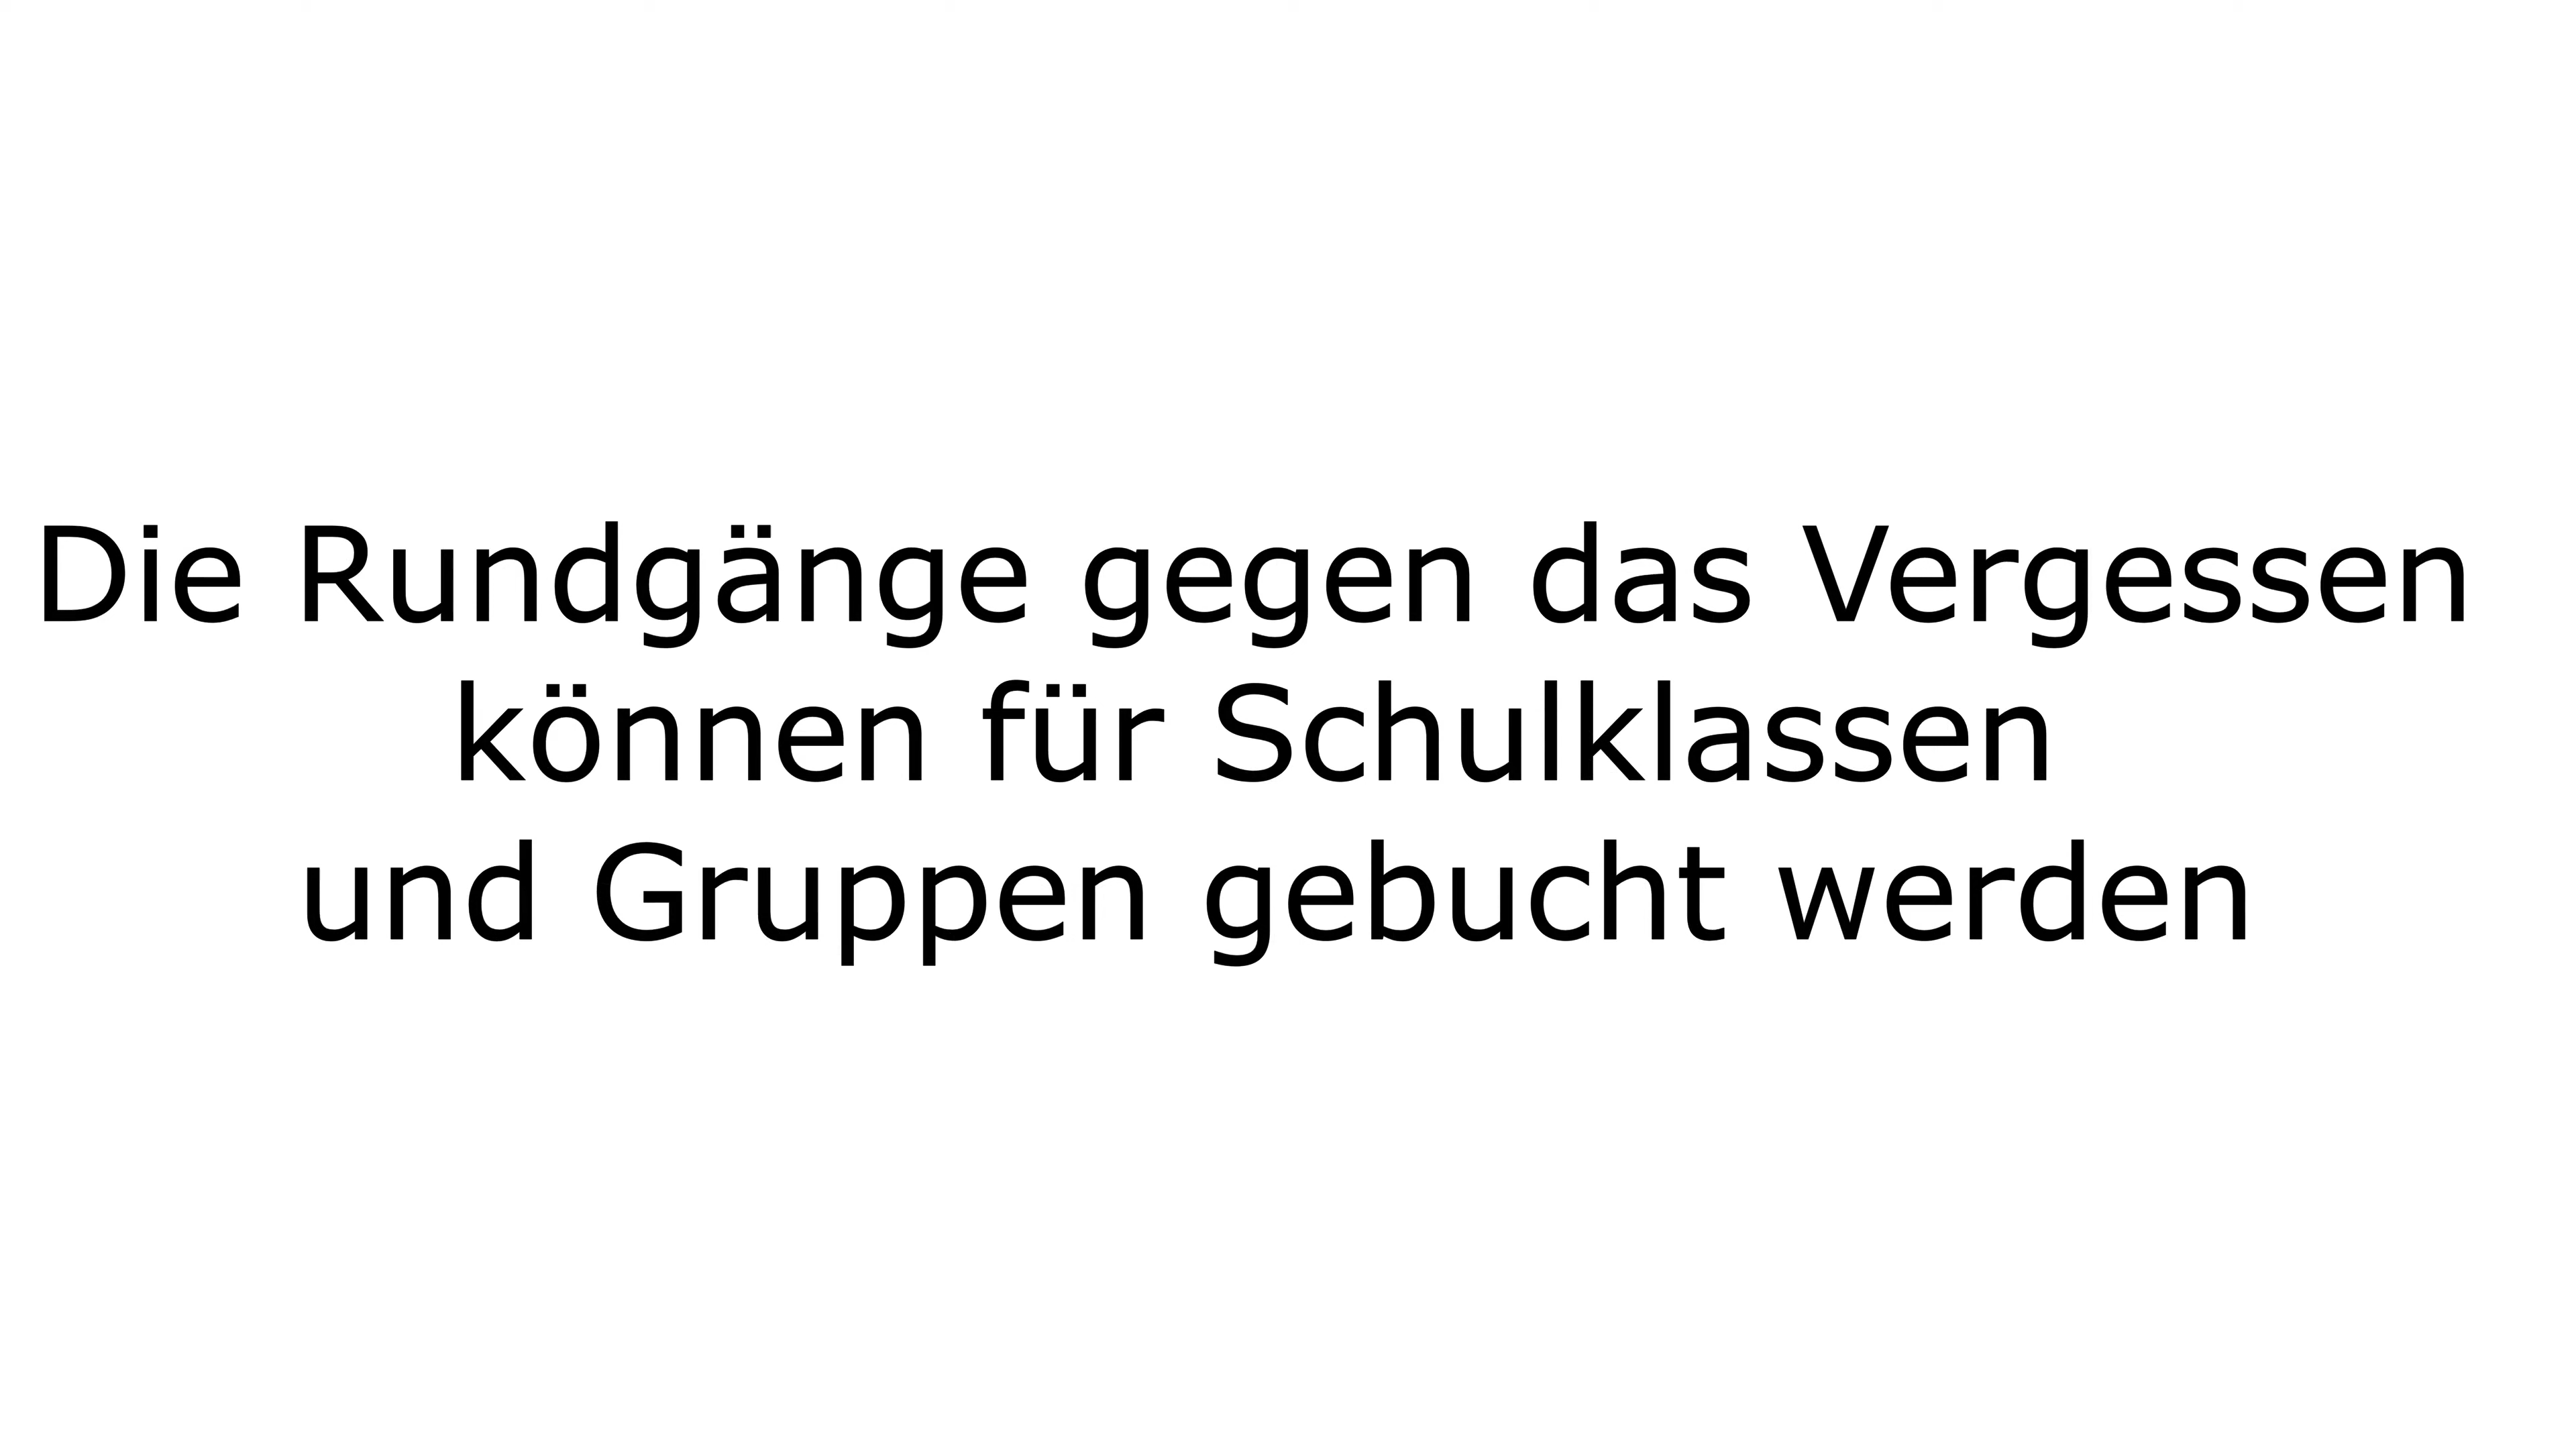 Die Rundgänge gegen das Vergessen
können für Schulklassen
und Gruppen gebucht werden